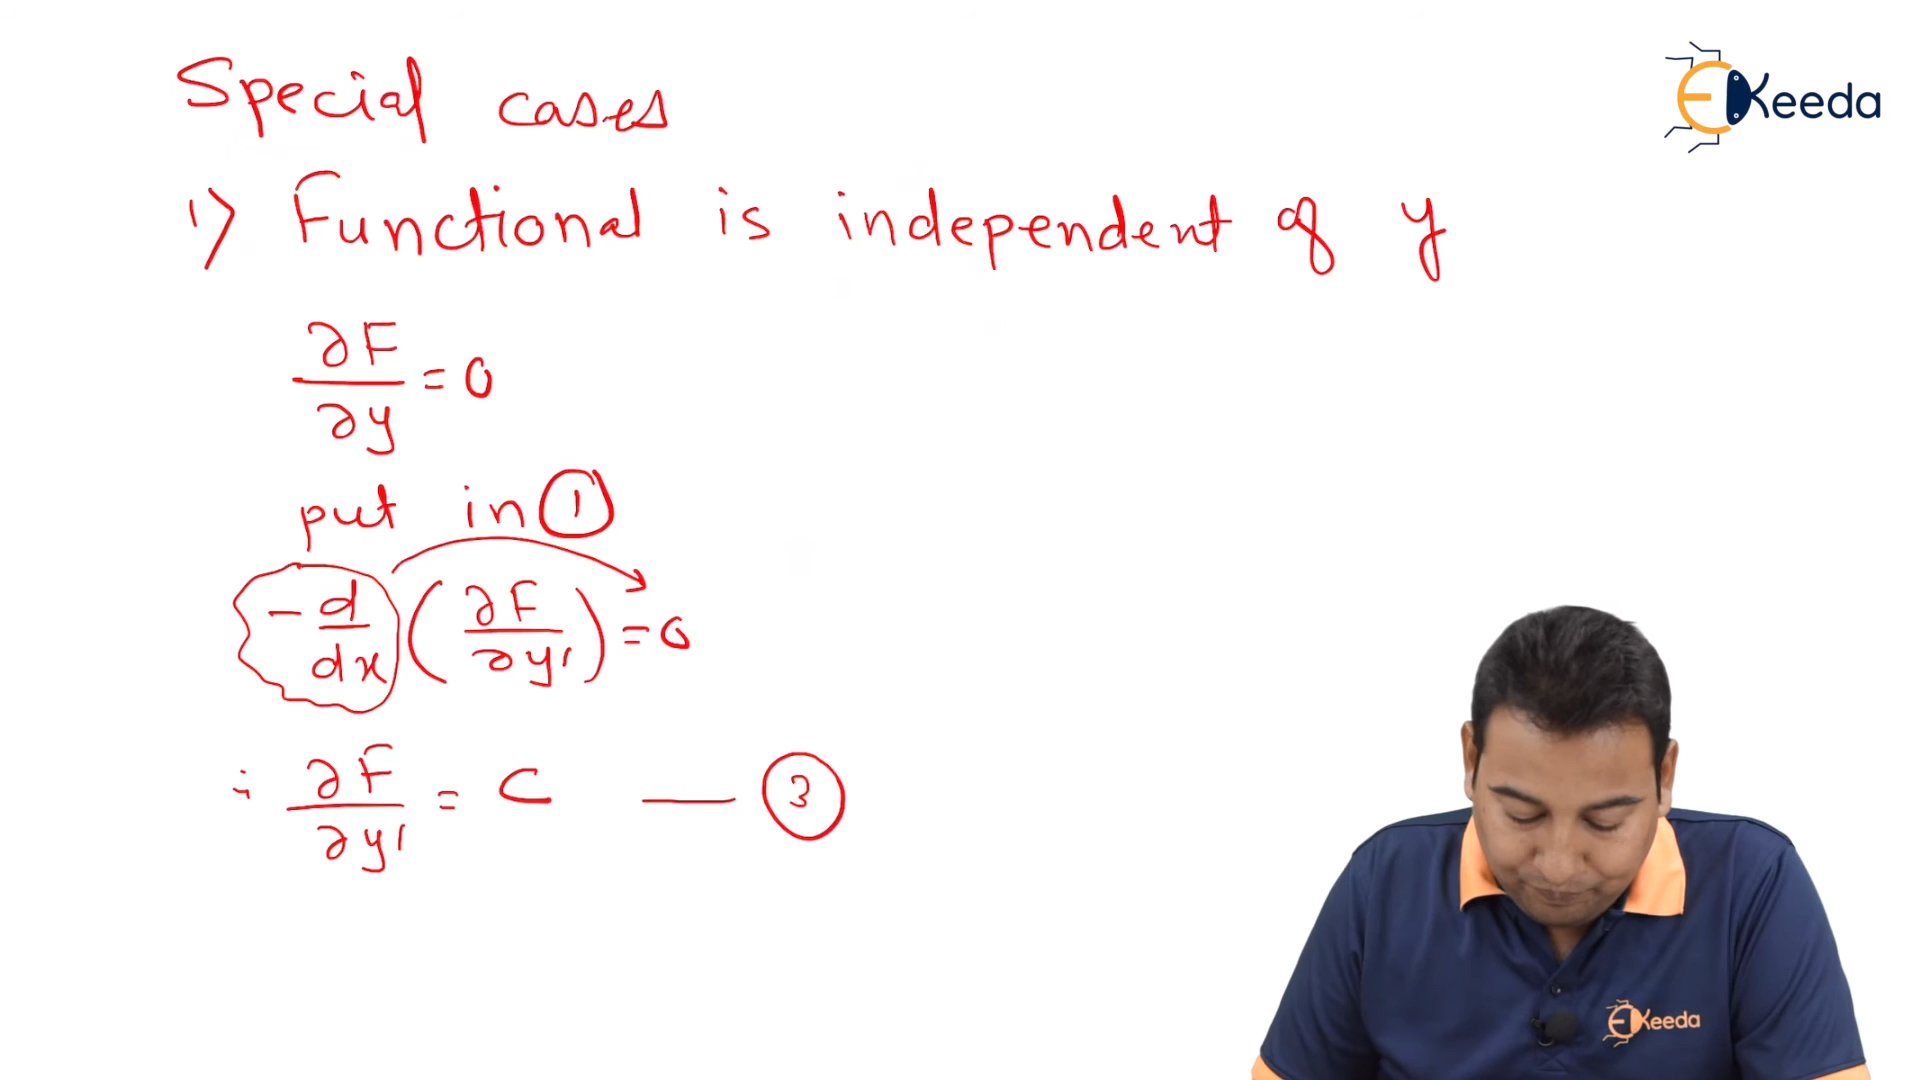 Special cases
EKeeda
1) Functional is independent of y
∂F/∂y = 0
put in ①
-d/dx (∂F/∂y') = 0
∴ ∂F/∂y' = C — ③
EKeeda